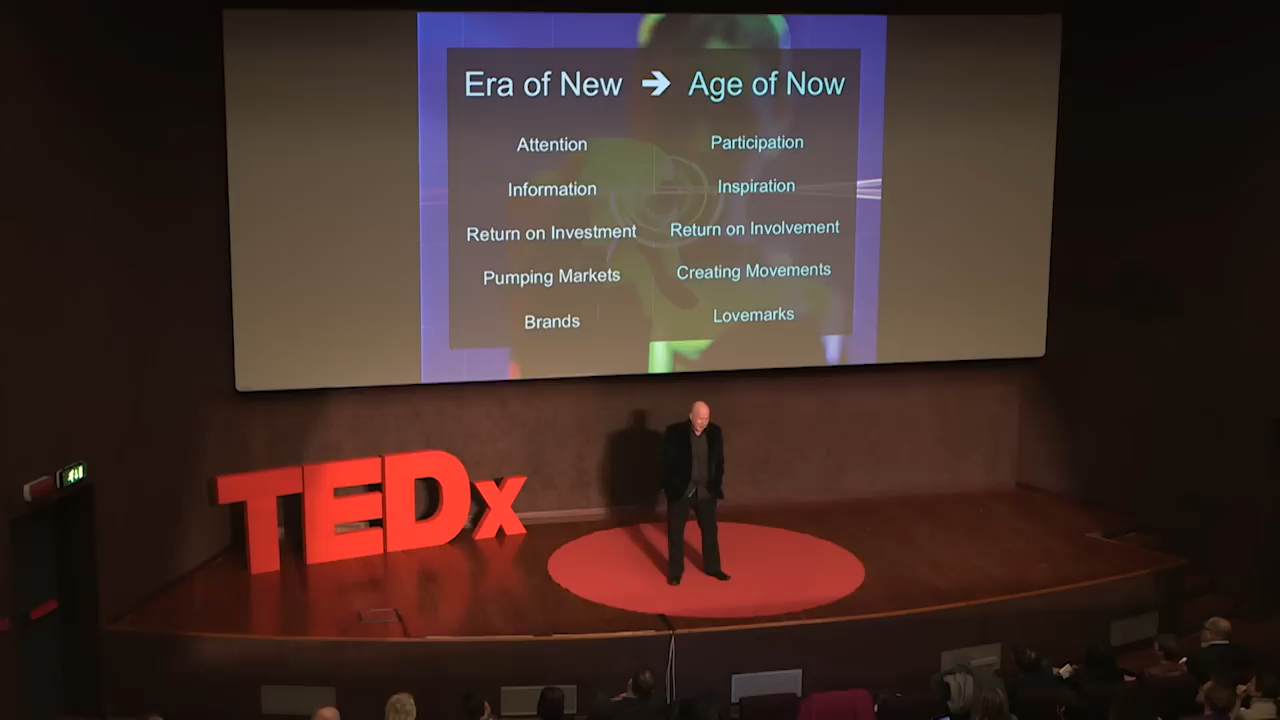 Era of New ➔ Age of Now
Attention Participation
Information Inspiration
Return on Investment Return on Involvement
Pumping Markets Creating Movements
Brands Lovemarks
TEDx